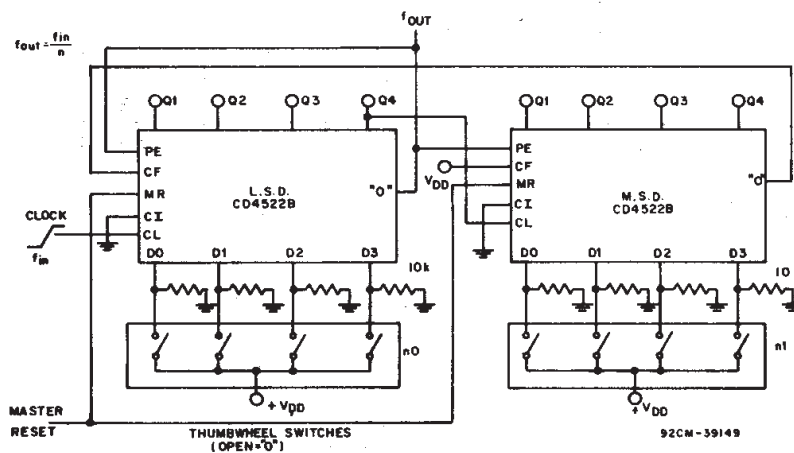 fOUT
fout = fin/n
Q1 Q2 Q3 Q4
Q1 Q2 Q3 Q4
PE
CF
MR
CI
CL
L.S.D.
CD4522B
"0"
D0 D1 D2 D3
VDD
PE
CF
MR
CI
CL
M.S.D.
CD4522B
"0"
D0 D1 D2 D3
CLOCK
fin
10k
10
n0
n1
+VDD
+VDD
MASTER
RESET
THUMBWHEEL SWITCHES
(OPEN="0")
92CM-39149